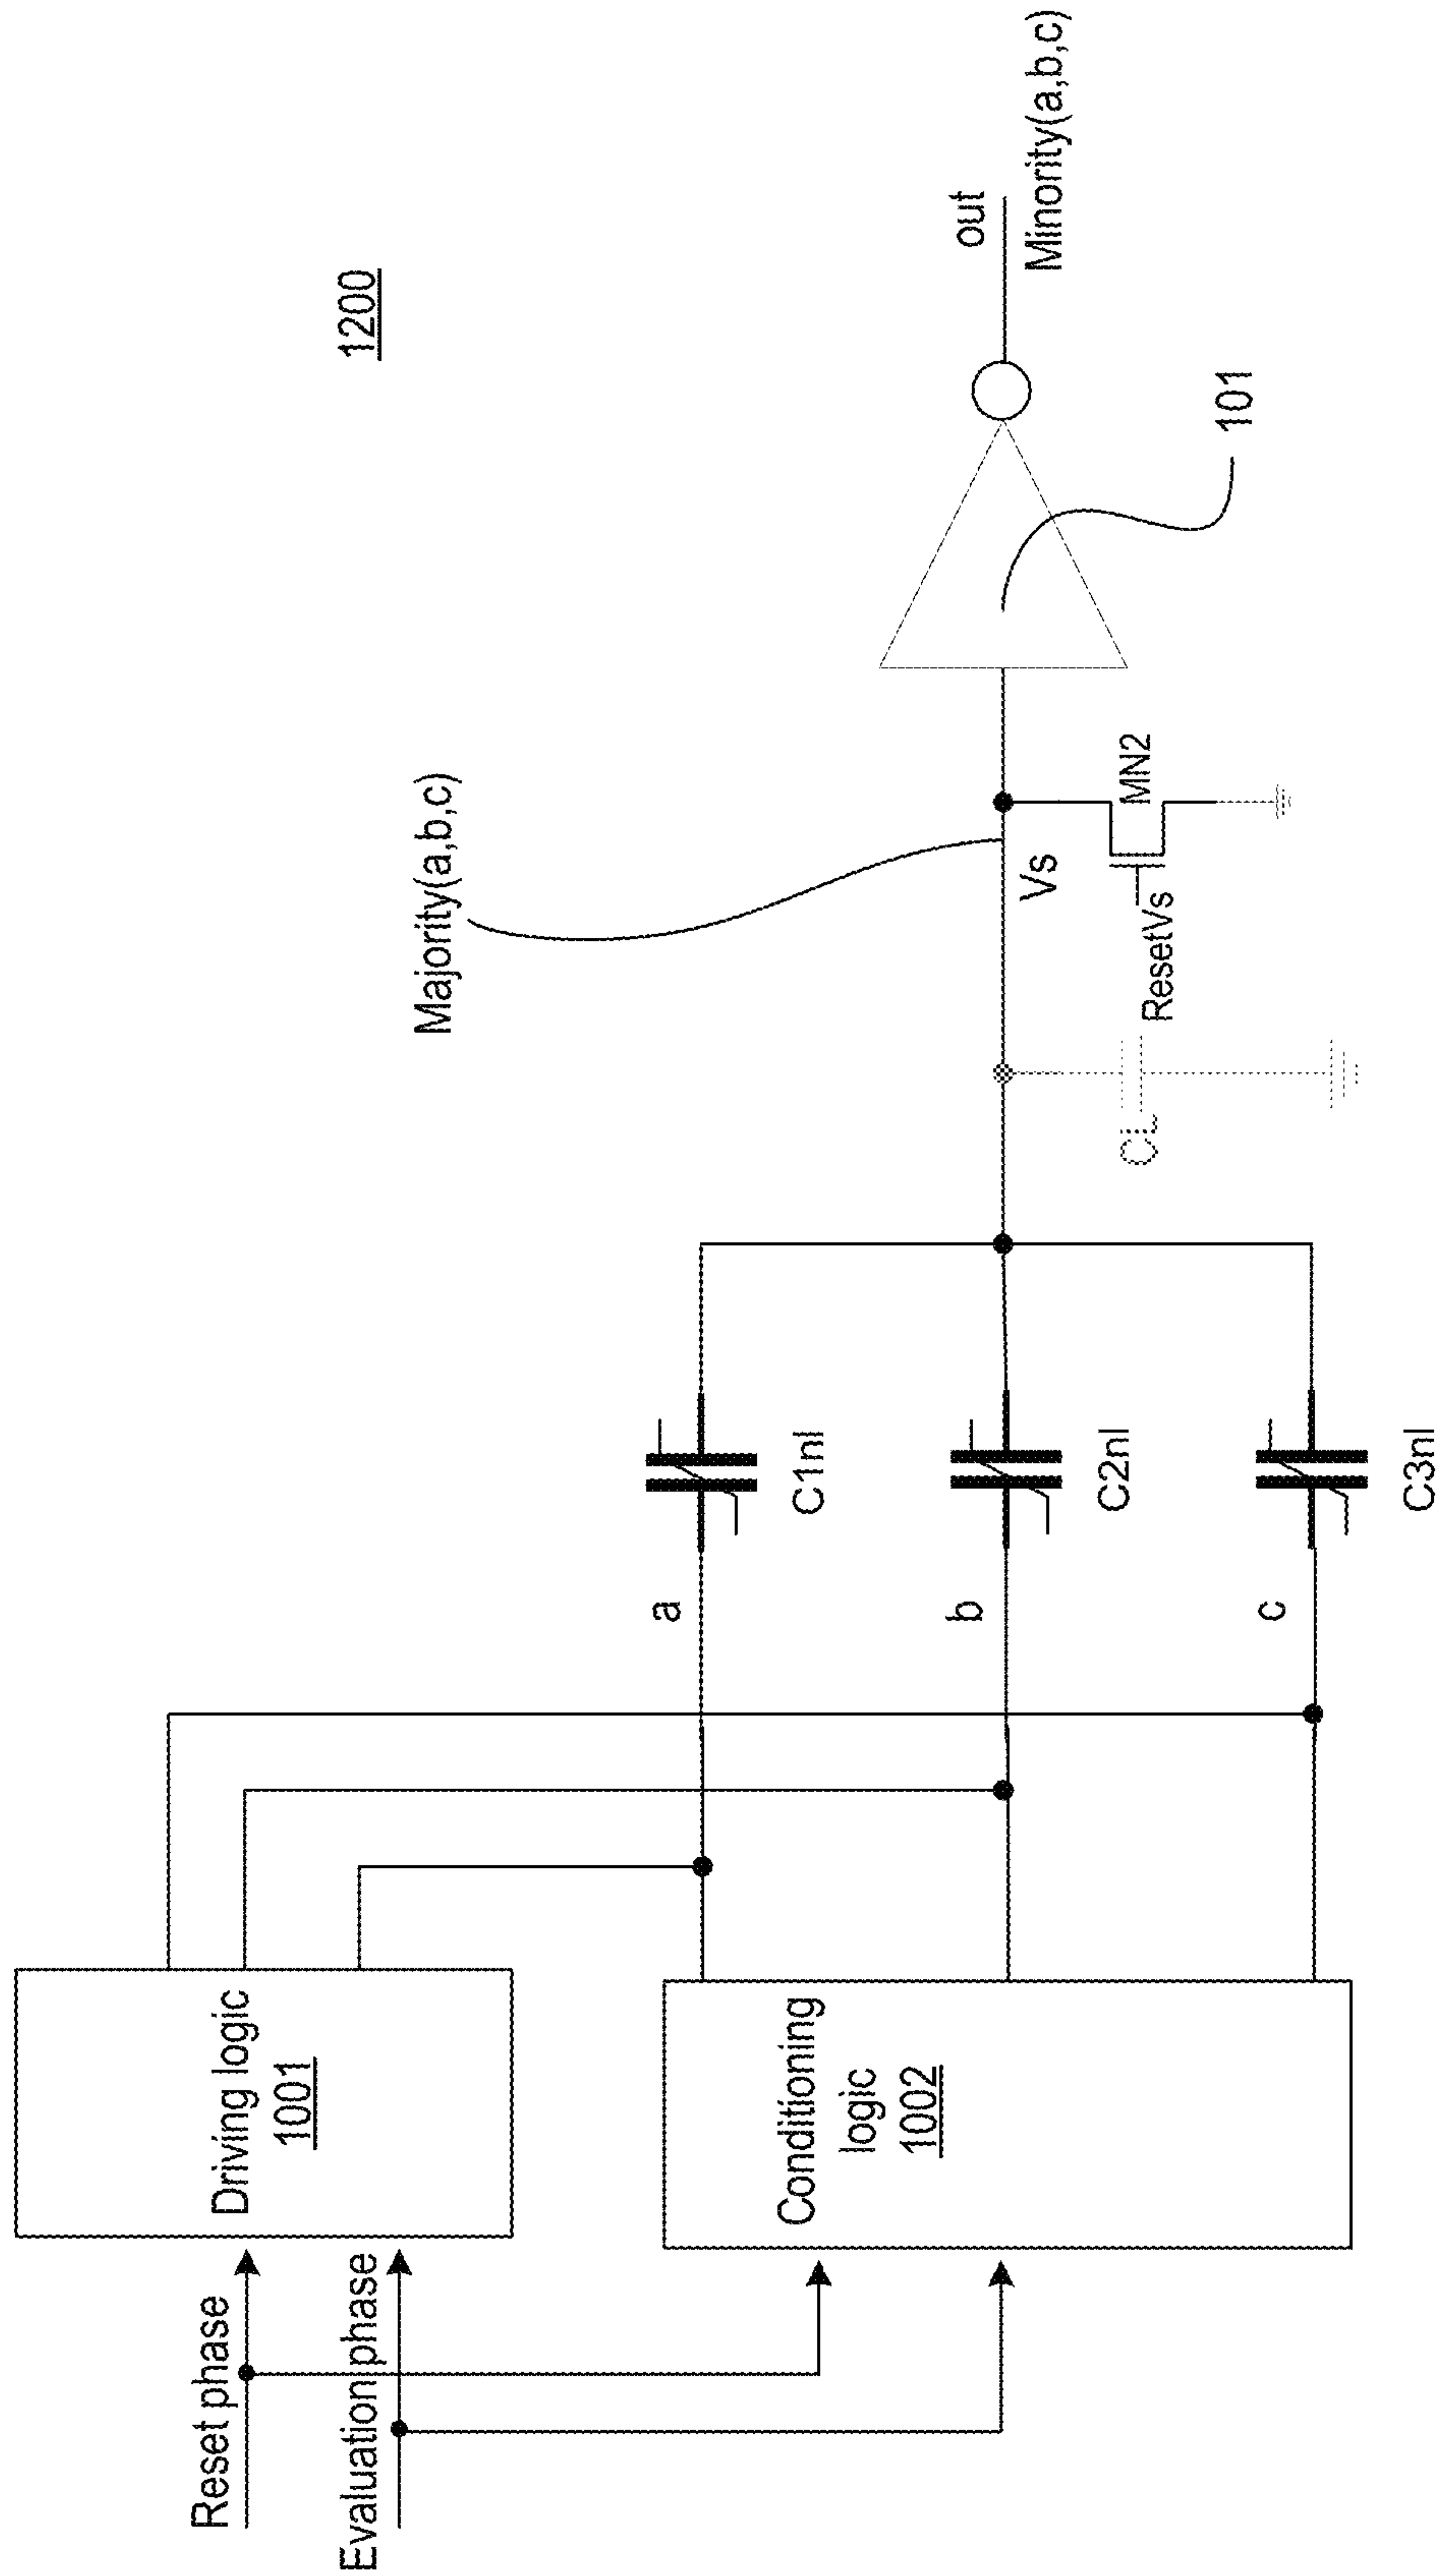 1200
Reset phase
Evaluation phase
Driving logic
1001
Conditioning
logic
1002
a
b
c
C1nl
C2nl
C3nl
Majority(a,b,c)
Vs
CL
ResetVs
MN2
101
out
Minority(a,b,c)